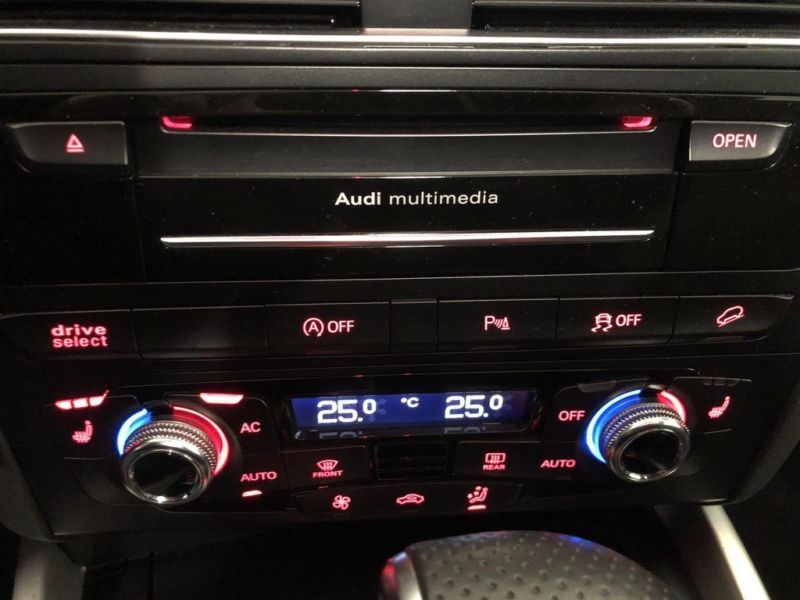 OPEN
Audi multimedia
drive
select
A OFF
P
OFF
25.0 °C 25.0
AC
OFF
AUTO
FRONT
REAR
AUTO